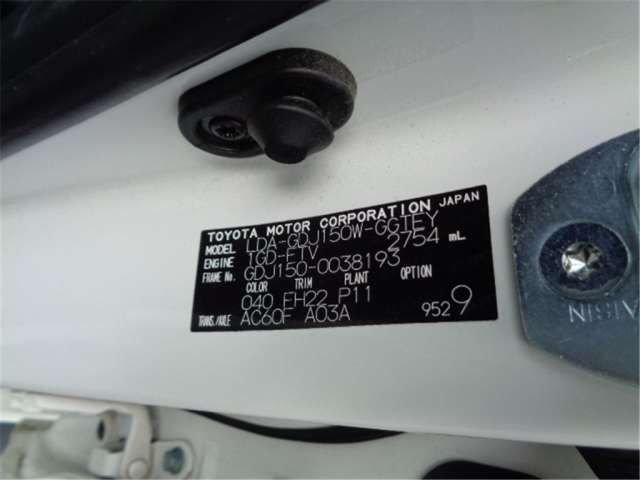 TOYOTA MOTOR CORPORATION JAPAN
MODEL LDA-GDJ150W-GGTEY
ENGINE 1GD-FTV 2754 mL
FRAME No. GDJ150-0038193
COLOR TRIM PLANT OPTION
040 FH22 P11
TRANS./AXLE AC60F A03A 9529
AISIN